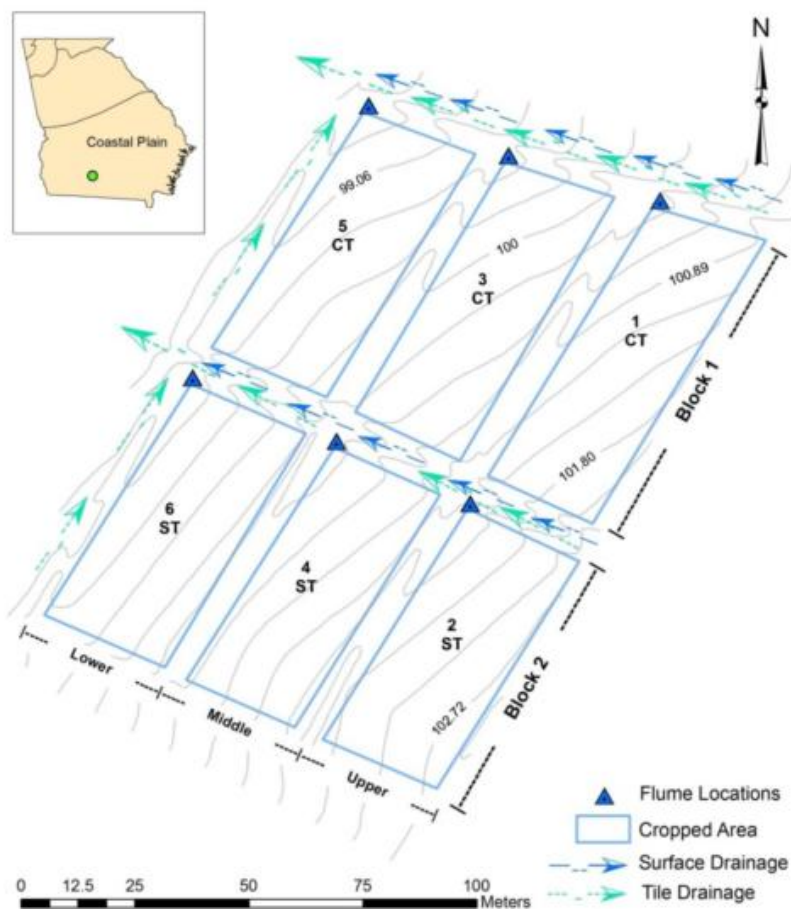 Coastal Plain
N
99.06
5
CT
100
3
CT
100.89
1
CT
Block 1
101.80
6
ST
4
ST
2
ST
102.72
Block 2
Lower
Middle
Upper
Flume Locations
Cropped Area
Surface Drainage
Tile Drainage
0 12.5 25 50 75 100
Meters